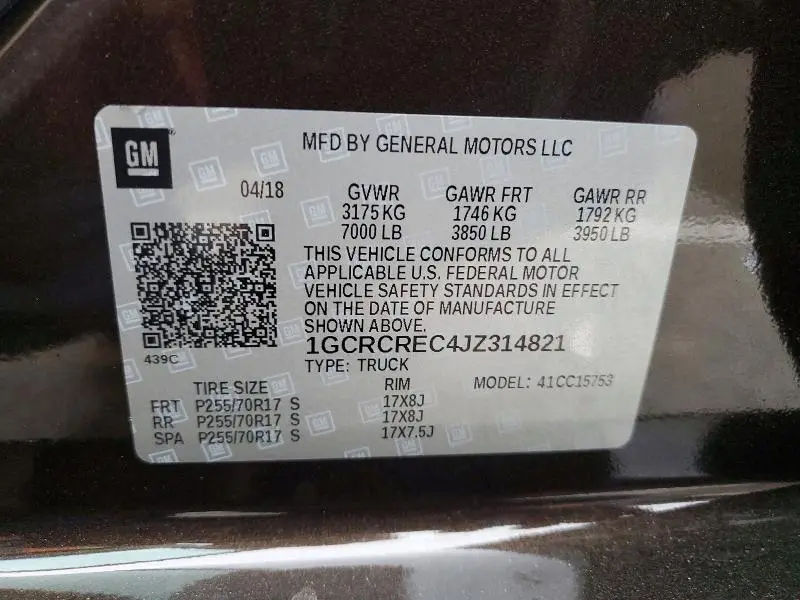 GM
MFD BY GENERAL MOTORS LLC
04/18 GVWR GAWR FRT GAWR RR
3175 KG 1746 KG 1792 KG
7000 LB 3850 LB 3950 LB
THIS VEHICLE CONFORMS TO ALL
APPLICABLE U.S. FEDERAL MOTOR
VEHICLE SAFETY STANDARDS IN EFFECT
ON THE DATE OF MANUFACTURE
SHOWN ABOVE.
439C
1GCRCREC4JZ314821
TYPE: TRUCK MODEL: 41CC15753
TIRE SIZE RIM
FRT P255/70R17 S 17X8J
RR P255/70R17 S 17X8J
SPA P255/70R17 S 17X7.5J